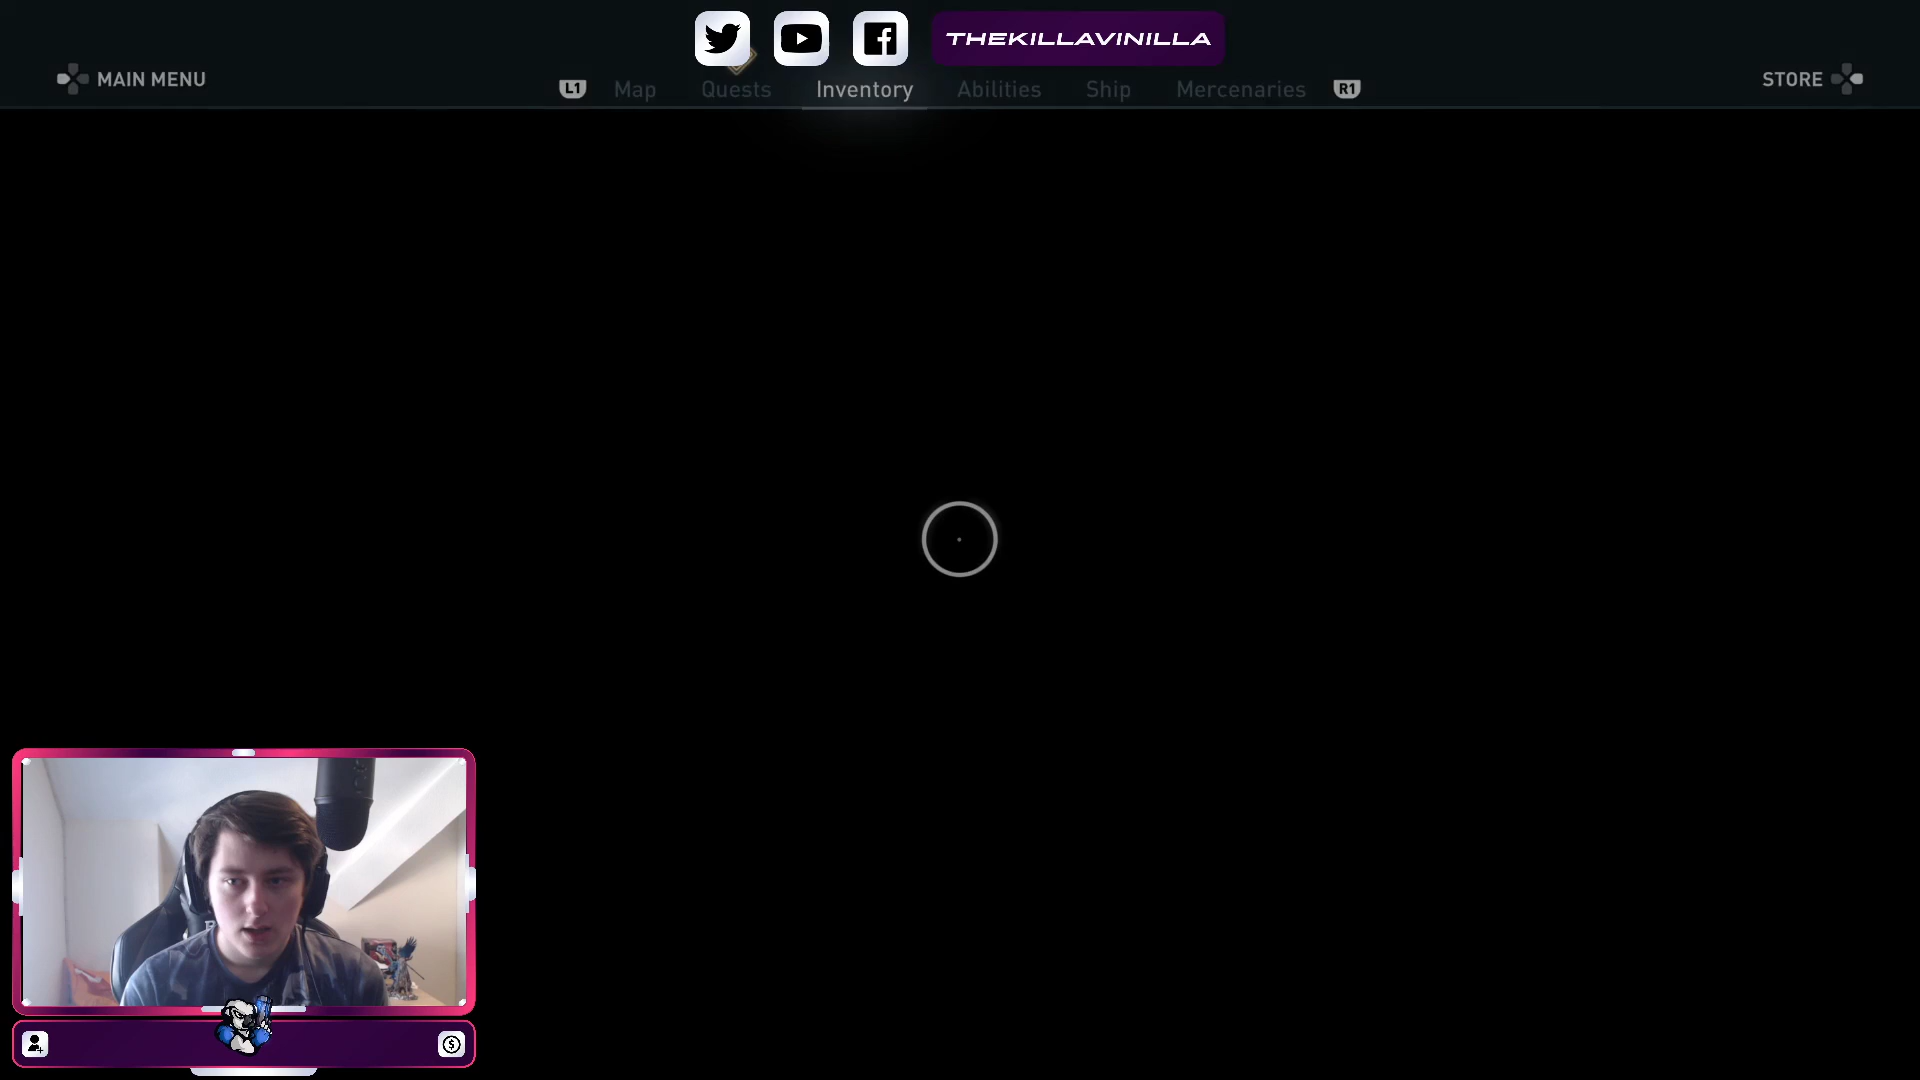 THEKILLAVINILLA
MAIN MENU
L1 Map Quests Inventory Abilities Ship Mercenaries R1
STORE